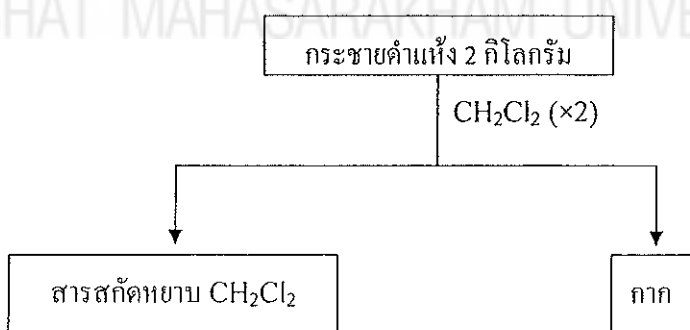 HAT MAHASARAKHAM UNIVE
กระชายดำแห้ง 2 กิโลกรัม
CH₂Cl₂ (×2)
สารสกัดหยาบ CH₂Cl₂
กาก